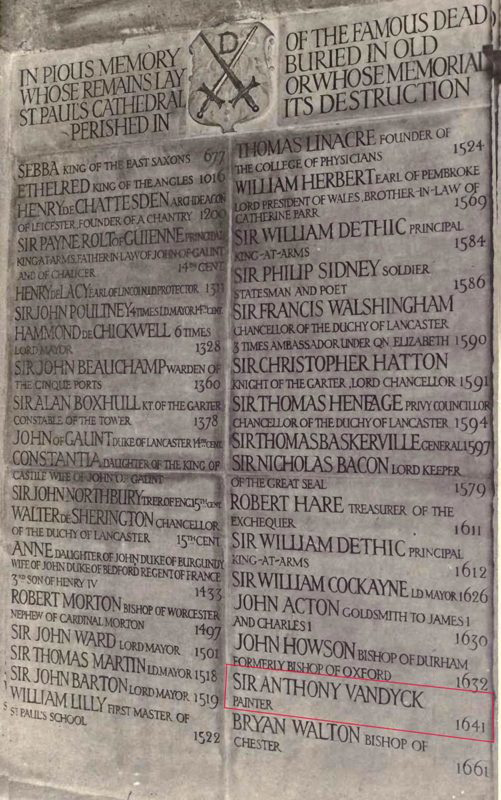 IN PIOUS MEMORY
WHOSE REMAINS LAY
ST PAUL'S CATHEDRAL
~PERISHED IN
D
OF THE FAMOUS DEAD
BURIED IN OLD
OR WHOSE MEMORIAL
ITS DESTRUCTION
SEBBA KING OF THE EAST SAXONS 677
ETHELRED KING OF THE ANGLES 1016
HENRY DE CHATTESDEN ARCHDEACON
OF LEICESTER, FOUNDER OF A CHANTRY 1200
SIR PAYNE ROLT OF GUIENNE PRINCIPAL
KING AT ARMS, FATHER IN LAW OF JOHN OF GAUNT
AND OF CHAUCER 14TH CENT
HENRY DE LACY EARL OF LINCOLN LD PROTECTOR 1311
SIR JOHN POULTNEY 4 TIMES LD. MAYOR 14TH CENT
HAMMOND DE CHICKWELL 6 TIMES
LORD MAYOR 1328
SIR JOHN BEAUCHAMP WARDEN OF
THE CINQUE PORTS 1360
SIR ALAN BOXHULL KT OF THE GARTER
CONSTABLE OF THE TOWER 1378
JOHN OF GAUNT DUKE OF LANCASTER 14TH CENT
CONSTANTIA DAUGHTER OF THE KING OF
CASTILE WIFE OF JOHN O. GAUNT
SIR JOHN NORTHBURY TRER OF ENG 15TH CENT
WALTER DE SHERINGTON CHANCELLOR
OF THE DUCHY OF LANCASTER 15TH CENT
ANNE DAUGHTER OF JOHN DUKE OF BURGUNDY
WIFE OF JOHN DUKE OF BEDFORD REGENT OF FRANCE
3RD SON OF HENRY IV 1433
ROBERT MORTON BISHOP OF WORCESTER
NEPHEW OF CARDINAL MORTON 1497
SIR JOHN WARD LORD MAYOR 1501
SIR THOMAS MARTIN LD. MAYOR 1518
SIR JOHN BARTON LORD MAYOR 1519
WILLIAM LILLY FIRST MASTER OF
ST PAUL'S SCHOOL 1522
THOMAS LINACRE FOUNDER OF
THE COLLEGE OF PHYSICIANS 1524
WILLIAM HERBERT EARL OF PEMBROKE
LORD PRESIDENT OF WALES, BROTHER-IN-LAW OF
CATHERINE PARR 1569
SIR WILLIAM DETHIC PRINCIPAL
KING-AT-ARMS 1584
SIR PHILIP SIDNEY SOLDIER
STATESMAN AND POET 1586
SIR FRANCIS WALSHINGHAM
CHANCELLOR OF THE DUCHY OF LANCASTER
3 TIMES AMBASSADOR UNDER QN ELIZABETH 1590
SIR CHRISTOPHER HATTON
KNIGHT OF THE GARTER, LORD CHANCELLOR 1591
SIR THOMAS HENEAGE PRIVY COUNCILLOR
CHANCELLOR OF THE DUCHY OF LANCASTER 1594
SIR THOMAS BASKERVILLE GENERAL 1597
SIR NICHOLAS BACON LORD KEEPER
OF THE GREAT SEAL 1579
ROBERT HARE TREASURER OF THE
EXCHEQUER 1611
SIR WILLIAM DETHIC PRINCIPAL
KING-AT-ARMS 1612
SIR WILLIAM COCKAYNE LD MAYOR 1626
JOHN ACTON GOLDSMITH TO JAMES I
AND CHARLES I 1630
JOHN HOWSON BISHOP OF DURHAM
FORMERLY BISHOP OF OXFORD 1632
SIR ANTHONY VANDYCK
PAINTER 1641
BRYAN WALTON BISHOP OF
CHESTER 1661